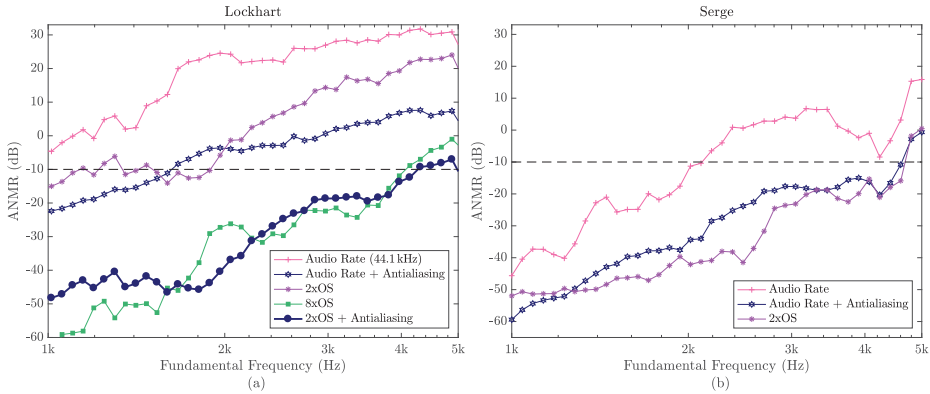 Lockhart
30
20
10
0
-10
-20
-30
-40
-50
-60
ANMR (dB)
Audio Rate (44.1 kHz)
Audio Rate + Antialiasing
2xOS
8xOS
2xOS + Antialiasing
1k
2k
3k
4k
5k
Fundamental Frequency (Hz)
(a)
Serge
30
20
10
0
-10
-20
-30
-40
-50
-60
ANMR (dB)
Audio Rate
Audio Rate + Antialiasing
2xOS
1k
2k
3k
4k
5k
Fundamental Frequency (Hz)
(b)